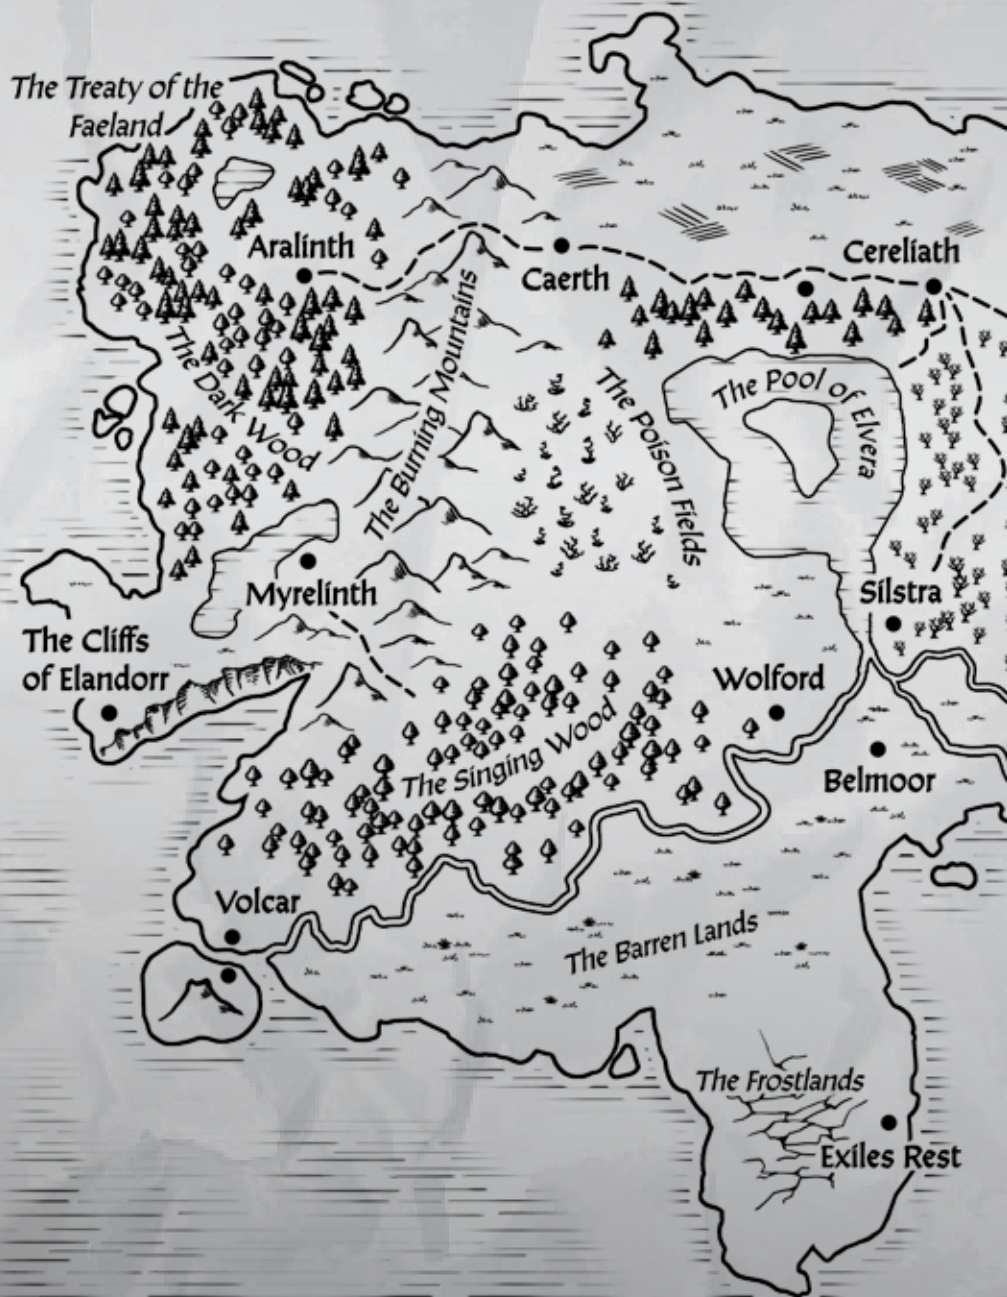 The Treaty of the
Faeland
Aralinth
Caerth
Cereliath
The Burning Mountains
The Dark Wood
The Poison Fields
The Pool of Elvera
Myrelinth
Silstra
The Cliffs
of Elandorr
Wolford
The Singing Wood
Belmoor
Volcar
The Barren Lands
The Frostlands
Exiles Rest